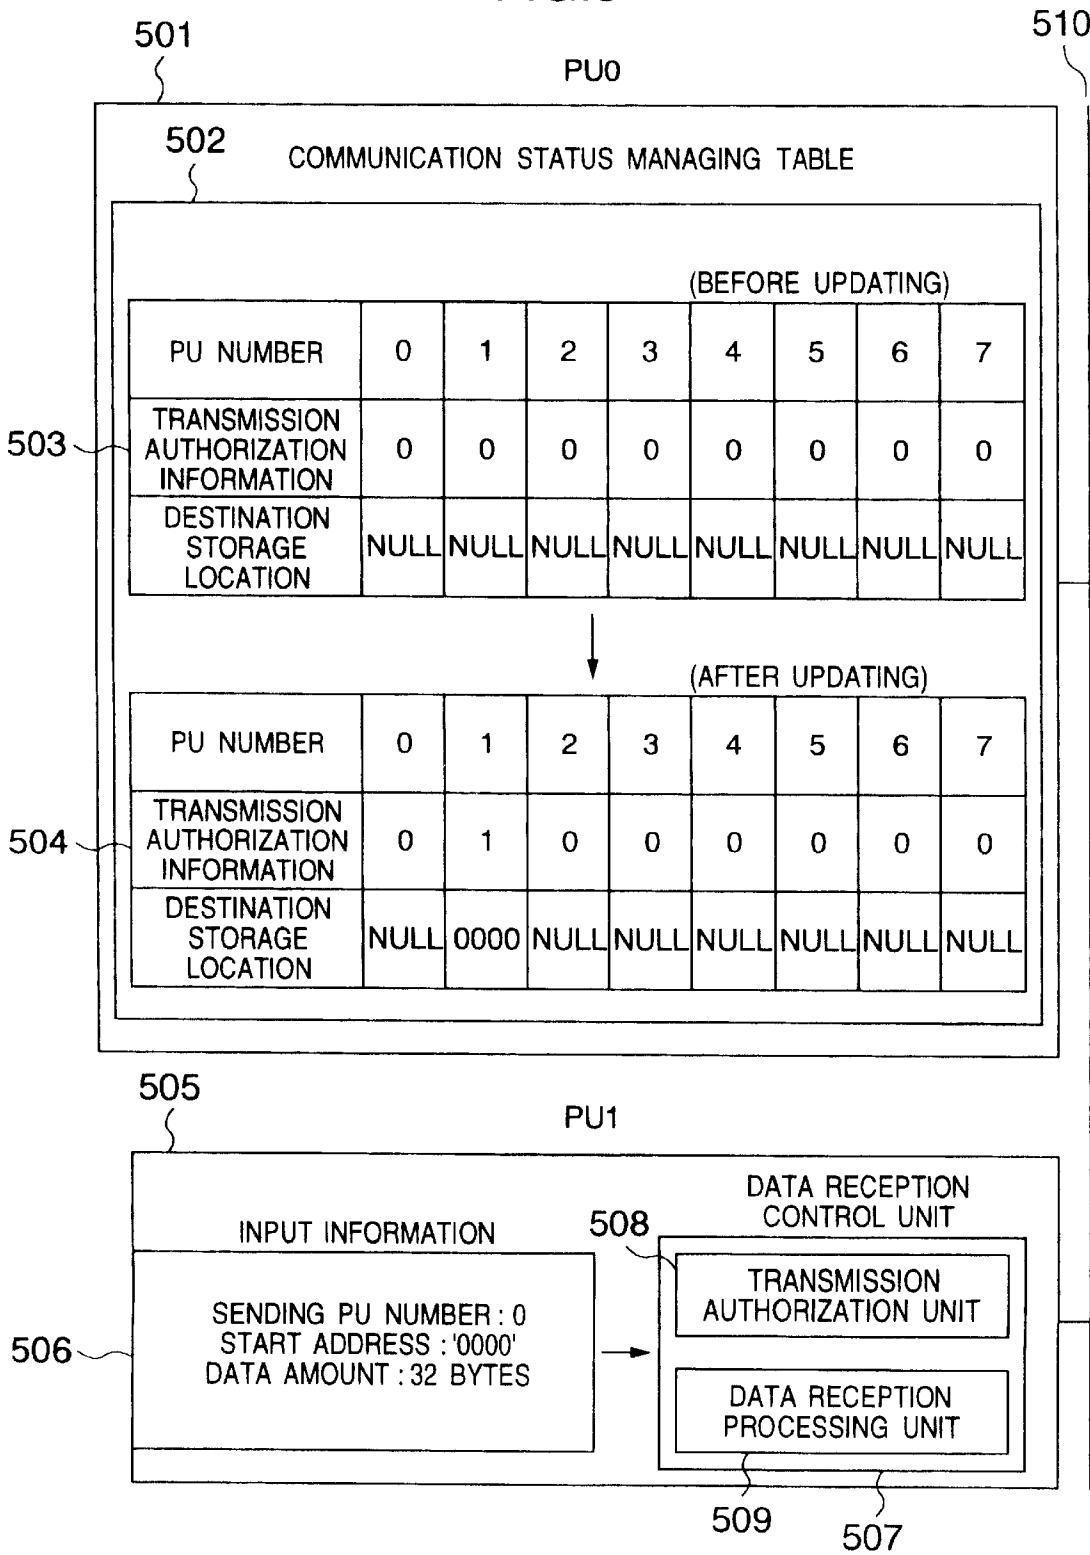 501
510
PU0
502
COMMUNICATION STATUS MANAGING TABLE
(BEFORE UPDATING)
PU NUMBER 0 1 2 3 4 5 6 7
503
TRANSMISSION
AUTHORIZATION
INFORMATION
0 0 0 0 0 0 0 0
DESTINATION
STORAGE
LOCATION
NULL NULL NULL NULL NULL NULL NULL NULL
(AFTER UPDATING)
PU NUMBER 0 1 2 3 4 5 6 7
504
TRANSMISSION
AUTHORIZATION
INFORMATION
0 1 0 0 0 0 0 0
DESTINATION
STORAGE
LOCATION
NULL 0000 NULL NULL NULL NULL NULL NULL
505
PU1
INPUT INFORMATION
506
SENDING PU NUMBER : 0
START ADDRESS : '0000'
DATA AMOUNT : 32 BYTES
DATA RECEPTION
CONTROL UNIT
508
TRANSMISSION
AUTHORIZATION UNIT
DATA RECEPTION
PROCESSING UNIT
509
507